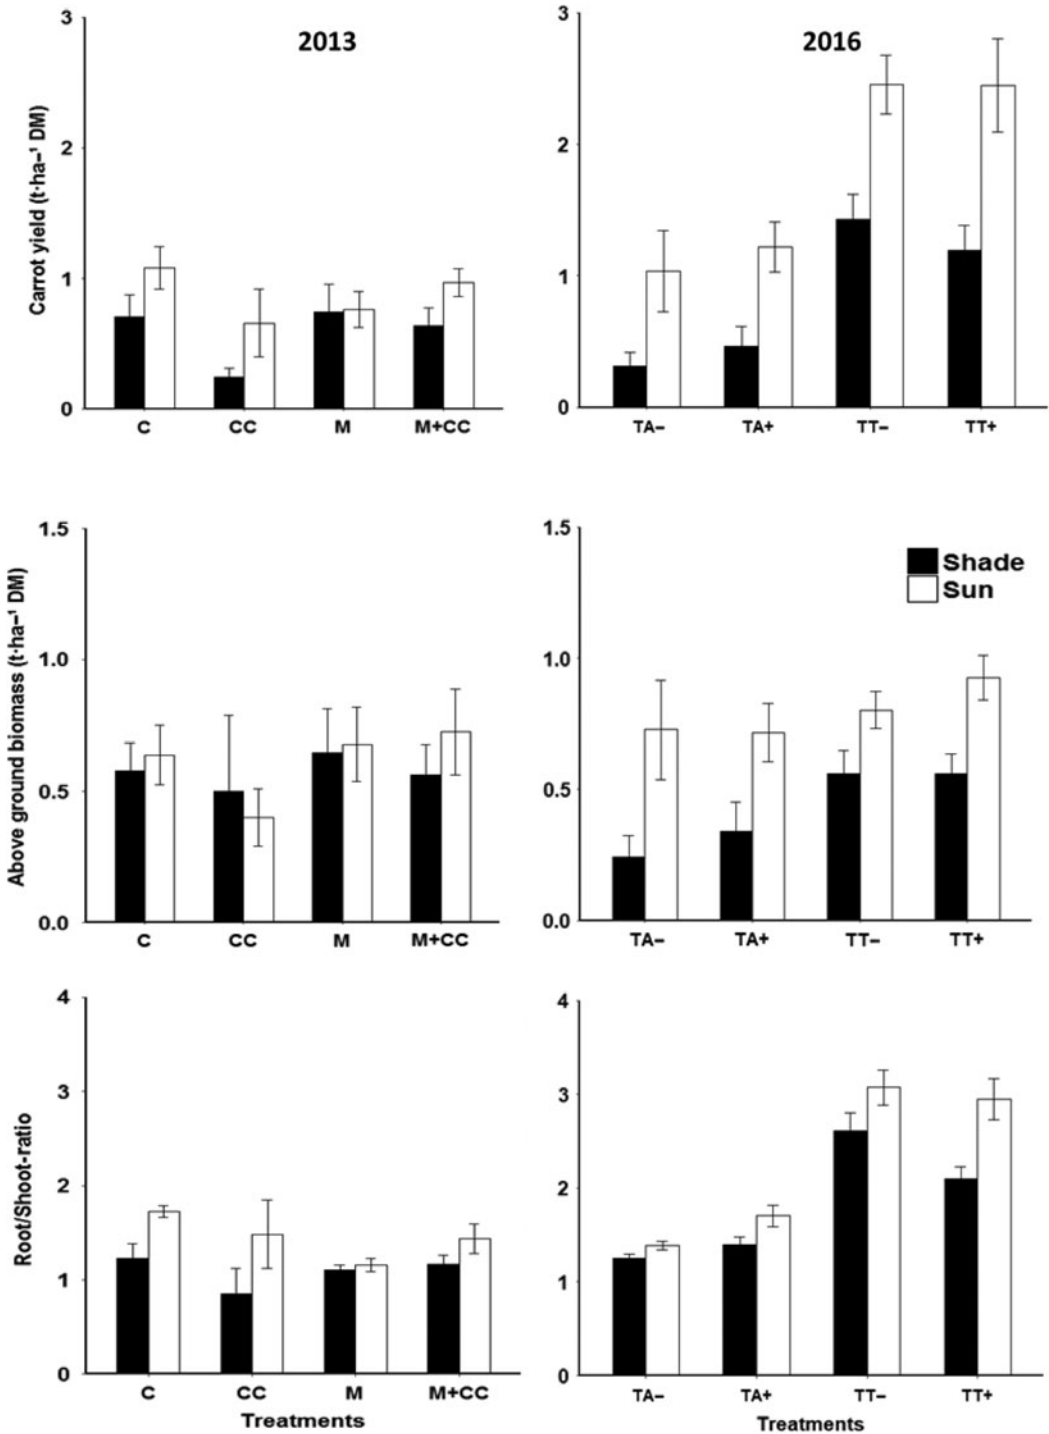 2013
3
2
1
0
Carrot yield (t·ha–¹ DM)
C CC M M+CC
2016
3
2
1
0
TA– TA+ TT– TT+
1.5
1.0
0.5
0.0
Above ground biomass (t·ha–¹ DM)
C CC M M+CC
1.5
1.0
0.5
0.0
Shade
Sun
TA– TA+ TT– TT+
4
3
2
1
0
Root/Shoot-ratio
C CC M M+CC
Treatments
4
3
2
1
0
TA– TA+ TT– TT+
Treatments